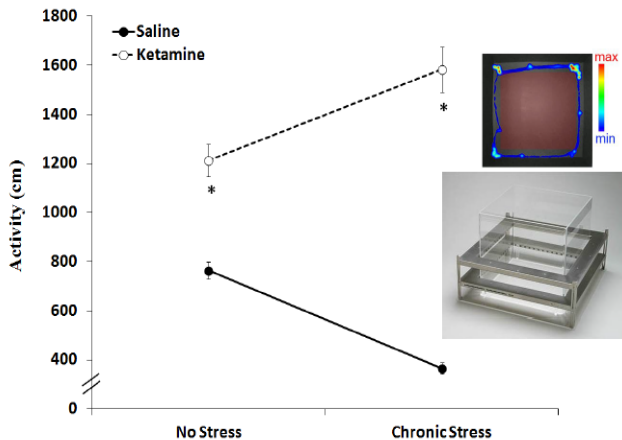 1800
1600
1400
1200
1000
800
600
400
0
Activity (cm)
Saline
Ketamine
*
*
No Stress
Chronic Stress
max
min